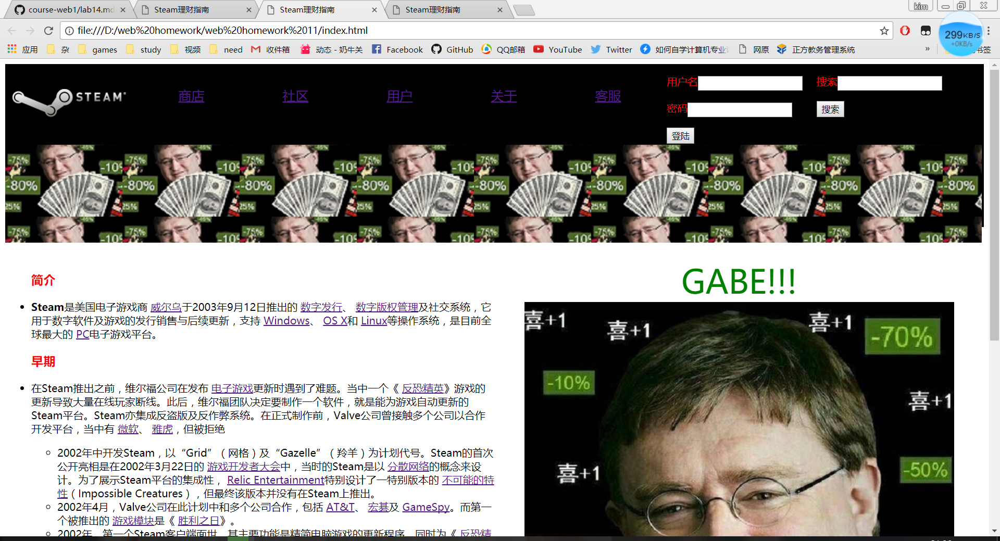 course-web1/lab14.md
Steam理财指南
Steam理财指南
Steam理财指南
kim
file:///D:/web%20homework/web%20homework%2011/index.html
299KB/S
+0KB/s
应用 杂 games study 视频 need 收件箱 动态 - 奶牛关 Facebook GitHub QQ邮箱 YouTube Twitter 如何自学计算机专业 网原 正方教务管理系统 » 书签
STEAM
商店 社区 用户 关于 客服
用户名 搜索
密码 搜索
登陆
-75% -10%
-80%
25%
简介
GABE!!!
Steam是美国电子游戏商 威尔乌于2003年9月12日推出的 数字发行、 数字版权管理及社交系统，它
用于数字软件及游戏的发行销售与后续更新，支持 Windows、 OS X和 Linux等操作系统，是目前全
球最大的 PC电子游戏平台。
早期
在Steam推出之前，维尔福公司在发布 电子游戏更新时遇到了难题。当中一个《 反恐精英》游戏的
更新导致大量在线玩家断线。此后，维尔福团队决定要制作一个软件，就是能为游戏自动更新的
Steam平台。Steam亦集成反盗版及反作弊系统。在正式制作前，Valve公司曾接触多个公司以合作
开发平台，当中有 微软、 雅虎，但被拒绝
2002年中开发Steam，以“Grid”（网格）及“Gazelle”（羚羊）为计划代号。Steam的首次
公开亮相是在2002年3月22日的 游戏开发者大会中，当时的Steam是以 分散网络的概念来设
计。为了展示Steam平台的集成性， Relic Entertainment特别设计了一特别版本的 不可能的特
性（Impossible Creatures），但最终该版本并没有在Steam上推出。
2002年4月，Valve公司在此计划中和多个公司合作，包括 AT&T、 宏碁及 GameSpy。而第一
个被推出的 游戏模块是《 胜利之日》。
2002年，第一个Steam客户端面世，其主要功能是精简电脑游戏的更新程序，同时为《 反恐精
喜+1
喜+1
喜+1
-70%
-10%
喜+1
喜+1
-50%